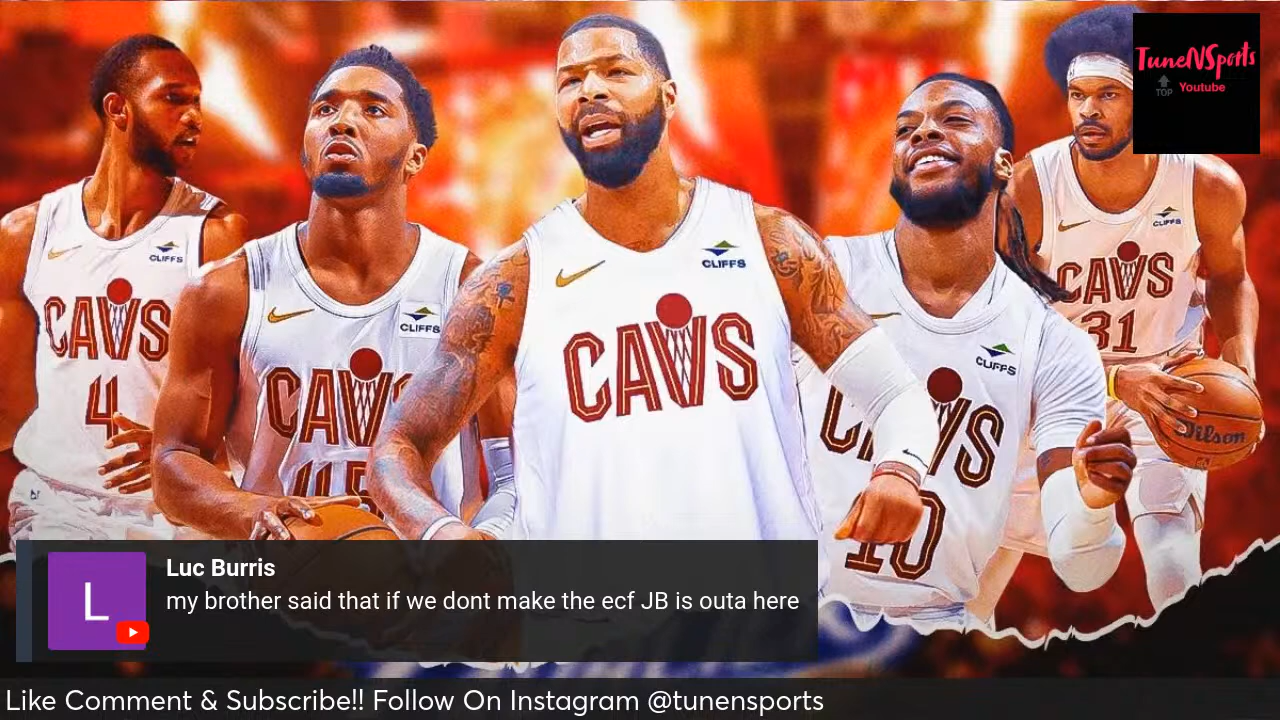 TuneNSports
TOP Youtube
CLIFFS
CAVS
4
CLIFFS
CAVS
45
CLIFFS
CAVS
CLIFFS
CAVS
10
CLIFFS
CAVS
31
Wilson
L
Luc Burris
my brother said that if we dont make the ecf JB is outa here
Like Comment & Subscribe!! Follow On Instagram @tunensports